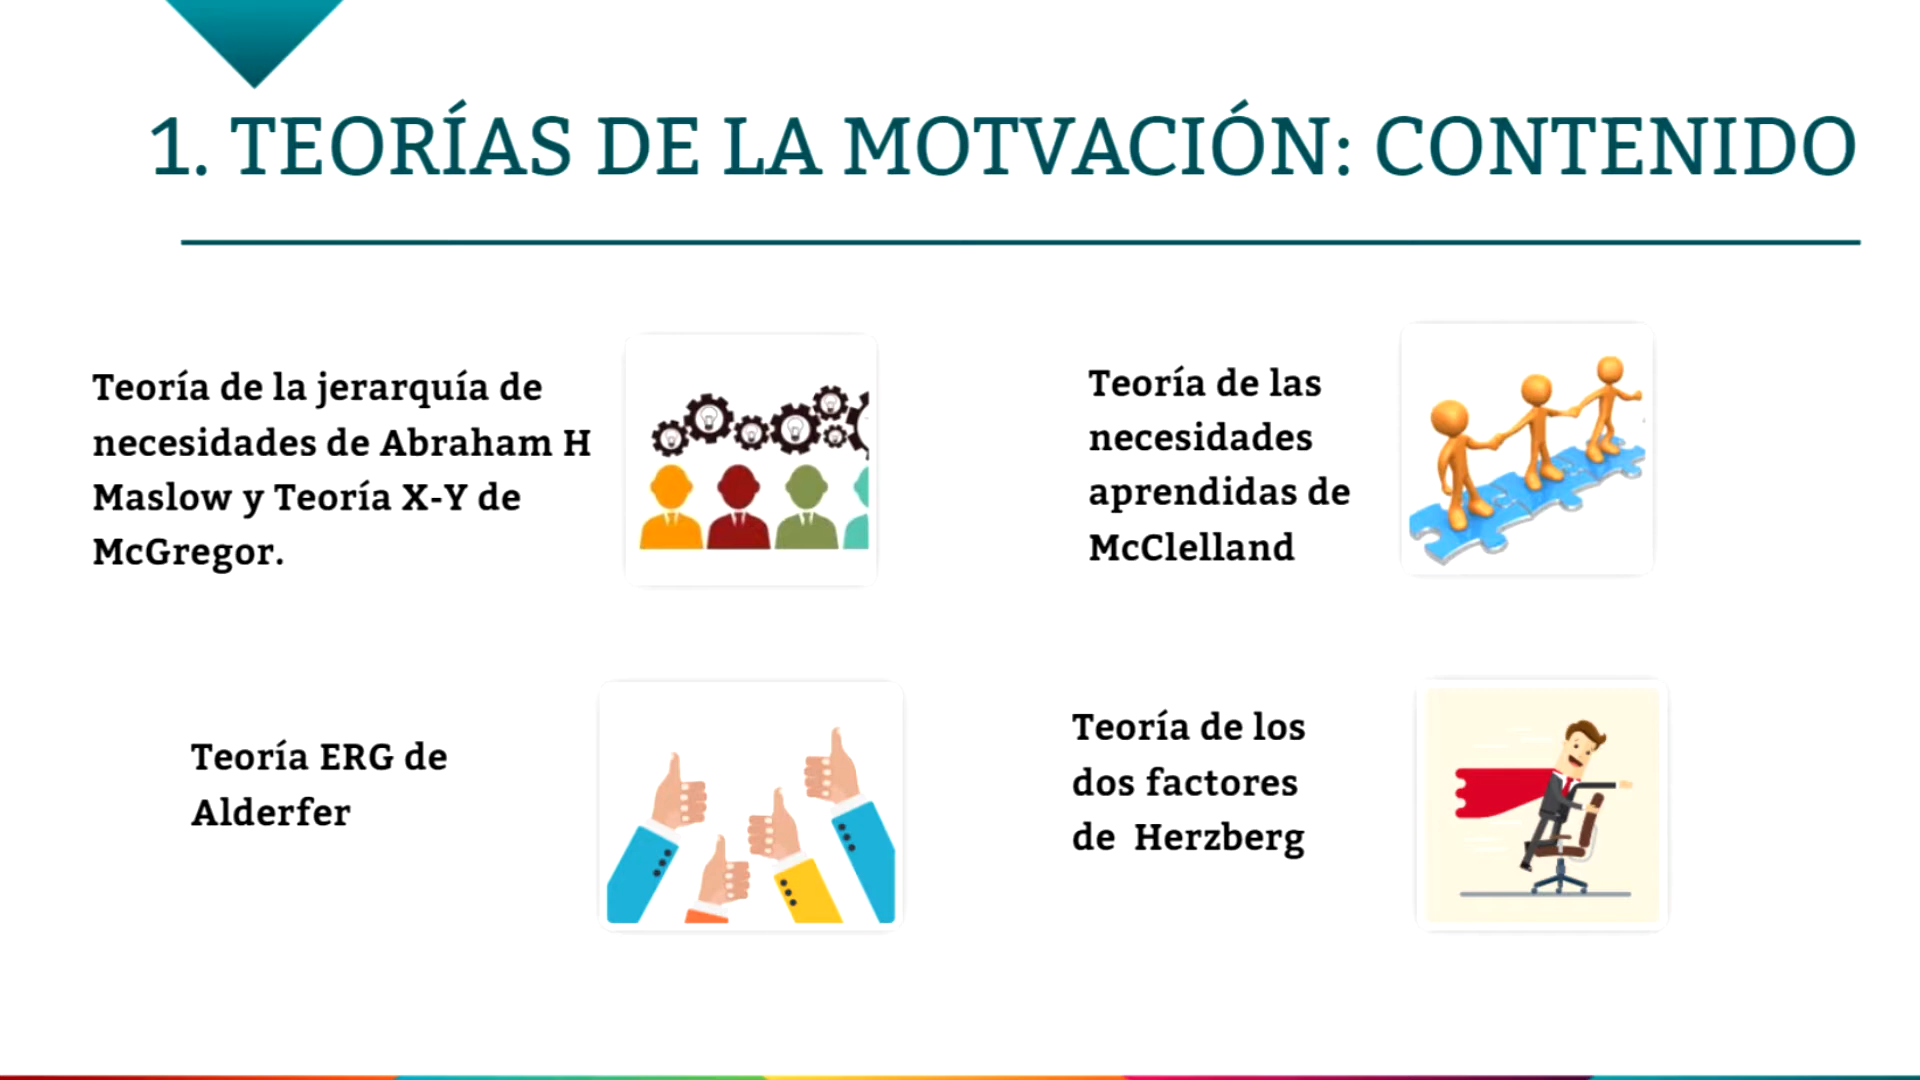 1. TEORÍAS DE LA MOTVACIÓN: CONTENIDO
Teoría de la jerarquía de
necesidades de Abraham H
Maslow y Teoría X-Y de
McGregor.
Teoría de las
necesidades
aprendidas de
McClelland
Teoría ERG de
Alderfer
Teoría de los
dos factores
de  Herzberg